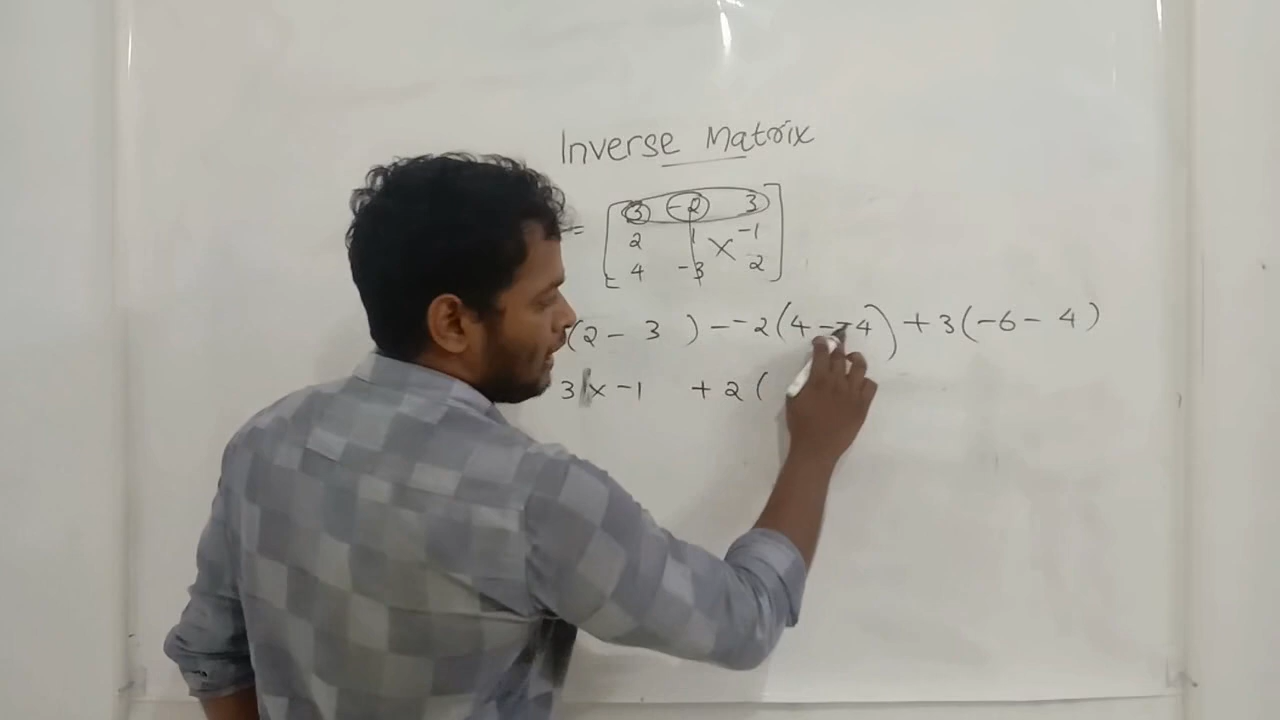 Inverse Matrix
= [ 3 -2 3
2 1 -1
4 -3 2 ]
(2 - 3 ) - -2(4 - -4) + 3(-6 - 4)
3 x -1 + 2 (